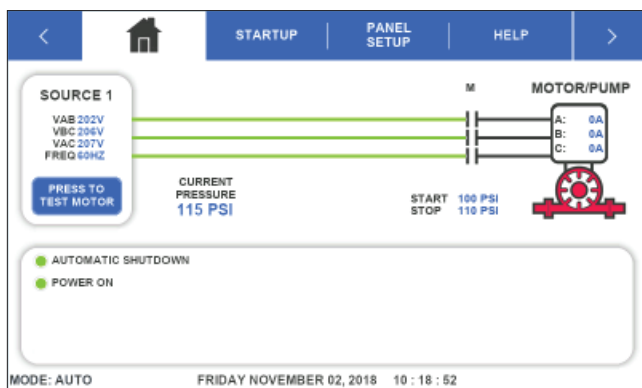 < STARTUP PANEL SETUP HELP >
SOURCE 1
VAB 202V
VBC 206V
VAC 207V
FREQ 60HZ
PRESS TO
TEST MOTOR
CURRENT
PRESSURE
115 PSI
M
MOTOR/PUMP
A: 0A
B: 0A
C: 0A
START 100 PSI
STOP 110 PSI
AUTOMATIC SHUTDOWN
POWER ON
MODE: AUTO FRIDAY NOVEMBER 02, 2018 10 : 18 : 52